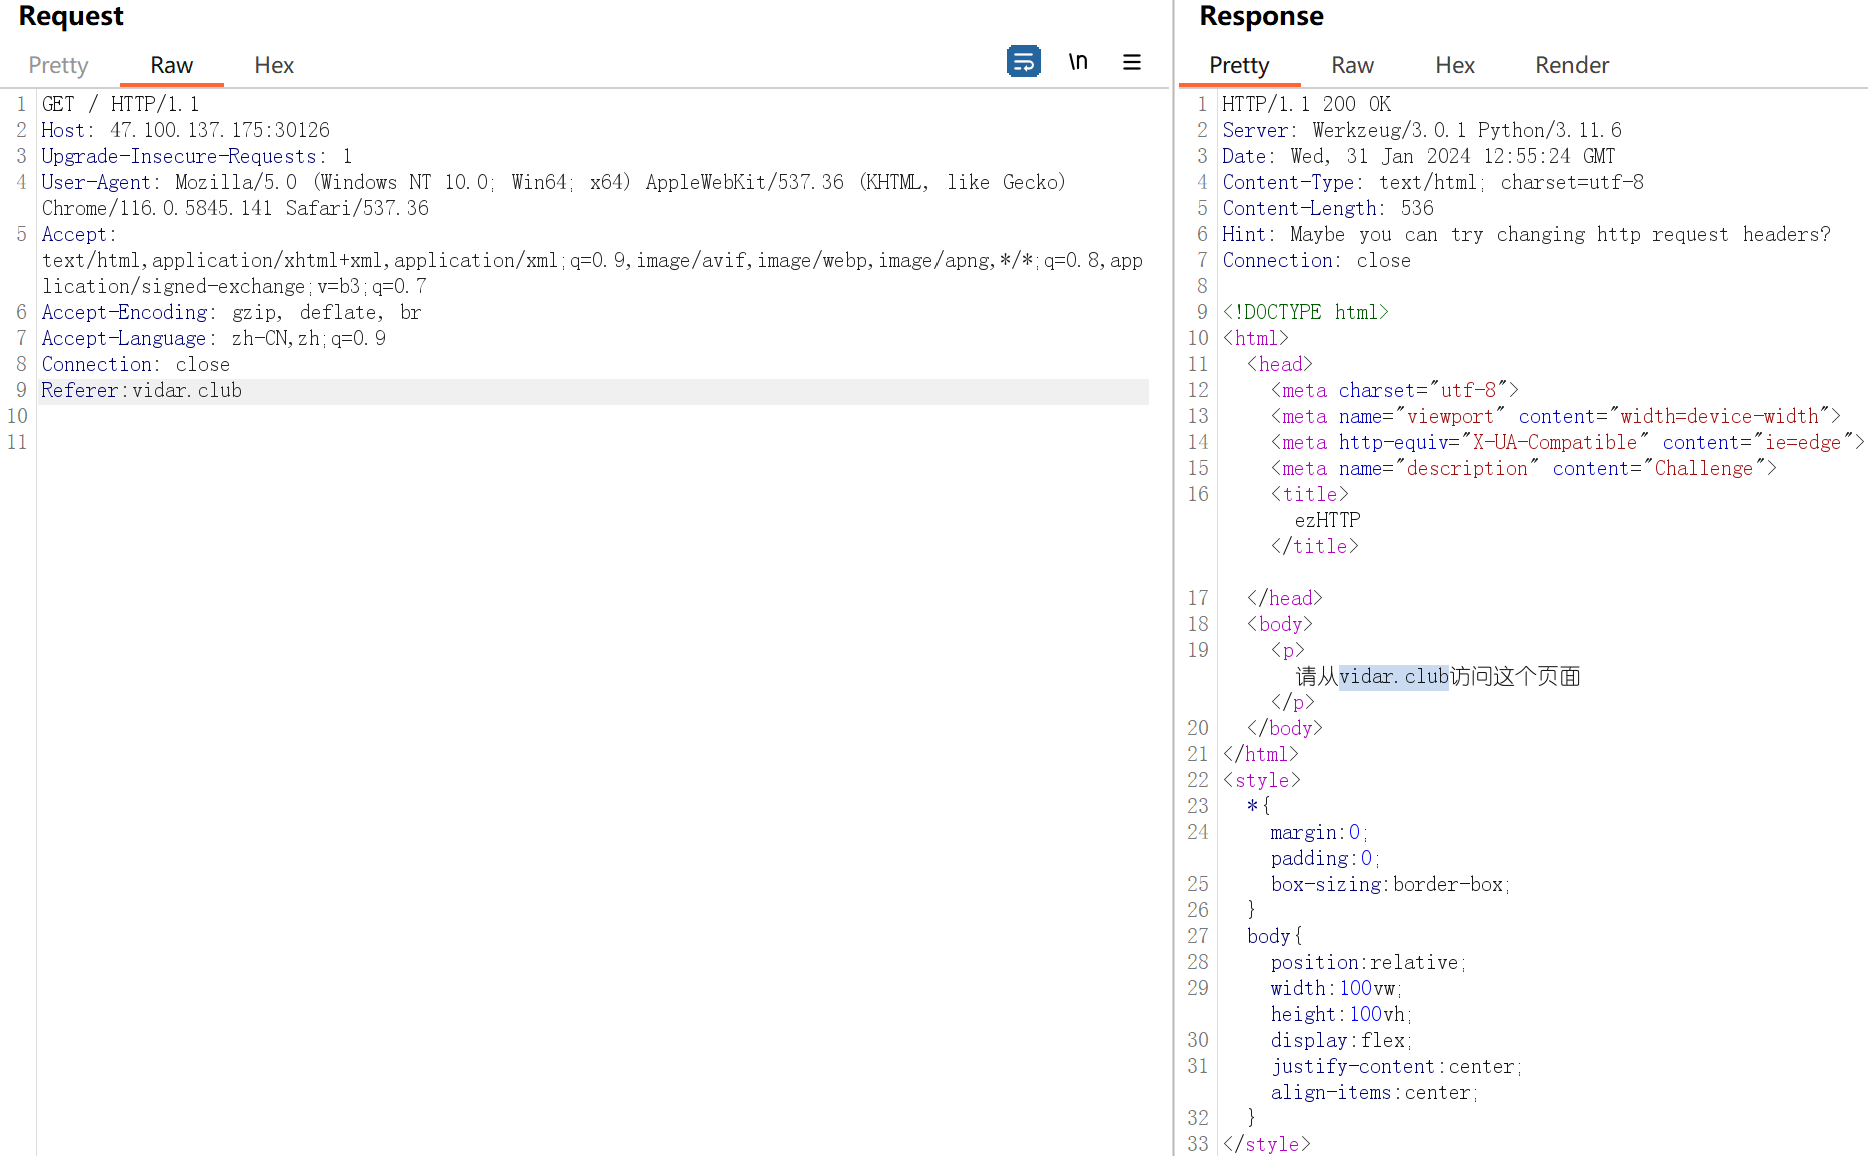 Request
Pretty Raw Hex
\n
1 GET / HTTP/1.1
2 Host: 47.100.137.175:30126
3 Upgrade-Insecure-Requests: 1
4 User-Agent: Mozilla/5.0 (Windows NT 10.0; Win64; x64) AppleWebKit/537.36 (KHTML, like Gecko)
Chrome/116.0.5845.141 Safari/537.36
5 Accept:
text/html,application/xhtml+xml,application/xml;q=0.9,image/avif,image/webp,image/apng,*/*;q=0.8,app
lication/signed-exchange;v=b3;q=0.7
6 Accept-Encoding: gzip, deflate, br
7 Accept-Language: zh-CN,zh;q=0.9
8 Connection: close
9 Referer:vidar.club
10
11
Response
Pretty Raw Hex Render
1 HTTP/1.1 200 OK
2 Server: Werkzeug/3.0.1 Python/3.11.6
3 Date: Wed, 31 Jan 2024 12:55:24 GMT
4 Content-Type: text/html; charset=utf-8
5 Content-Length: 536
6 Hint: Maybe you can try changing http request headers?
7 Connection: close
8
9 <!DOCTYPE html>
10 <html>
11 <head>
12 <meta charset="utf-8">
13 <meta name="viewport" content="width=device-width">
14 <meta http-equiv="X-UA-Compatible" content="ie=edge">
15 <meta name="description" content="Challenge">
16 <title>
ezHTTP
</title>
17 </head>
18 <body>
19 <p>
请从vidar.club访问这个页面
</p>
20 </body>
21 </html>
22 <style>
23 *{
24 margin:0;
padding:0;
25 box-sizing:border-box;
26 }
27 body{
28 position:relative;
29 width:100vw;
height:100vh;
30 display:flex;
31 justify-content:center;
align-items:center;
32 }
33 </style>